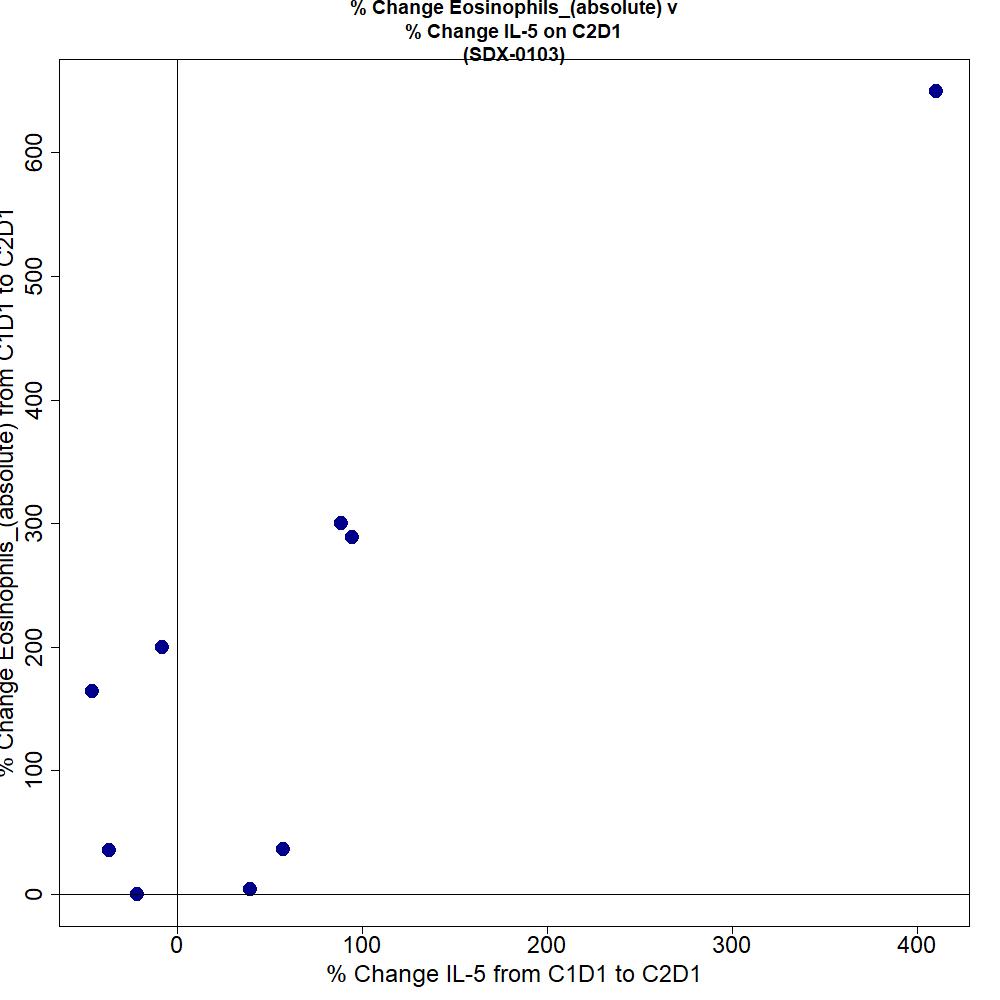 % Change Eosinophils_(absolute) v
% Change IL-5 on C2D1
(SDX-0103)
% Change Eosinophils_(absolute) from C1D1 to C2D1
600
500
400
300
200
100
0
0 100 200 300 400
% Change IL-5 from C1D1 to C2D1